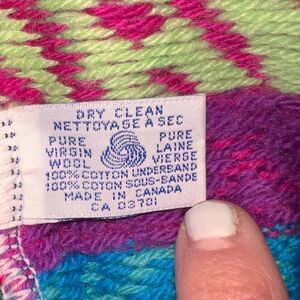 DRY CLEAN
NETTOYAGE À SEC
PURE PURE
VIRGIN LAINE
WOOL VIERGE
100% COTTON UNDERBAND
100% COTON SOUS-BANDE
MADE IN CANADA
CA 03701